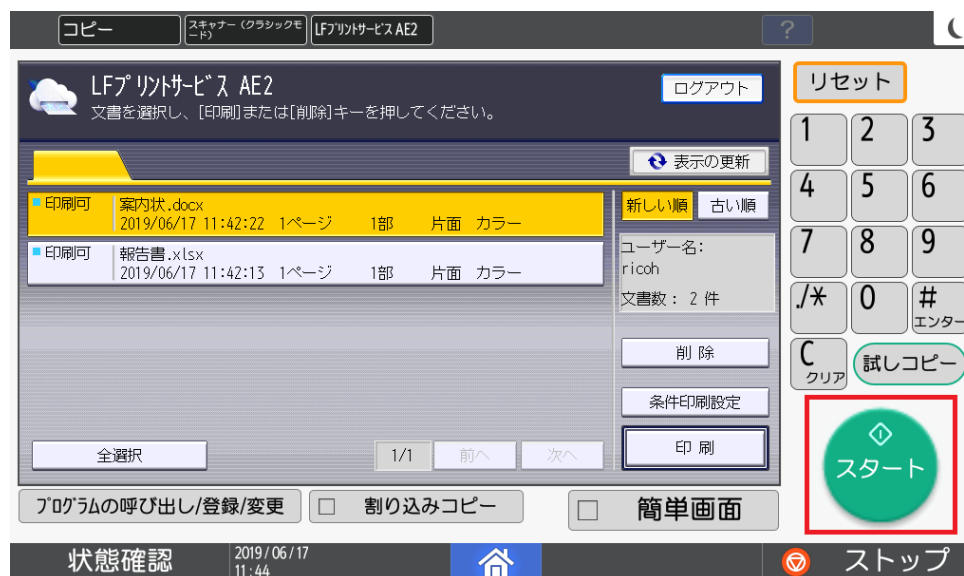 コピー
スキャナー (クラシックモード)
LFプリントサービス AE2
?
LFプリントサービス AE2
文書を選択し、[印刷]または[削除]キーを押してください。
ログアウト
リセット
表示の更新
印刷可
案内状.docx
2019/06/17 11:42:22 1ページ 1部 片面 カラー
新しい順
古い順
印刷可
報告書.xlsx
2019/06/17 11:42:13 1ページ 1部 片面 カラー
ユーザー名:
ricoh
文書数: 2 件
削除
条件印刷設定
全選択
1/1
前へ
次へ
印刷
1
2
3
4
5
6
7
8
9
./*
0
#
エンター
C
クリア
試しコピー
スタート
プログラムの呼び出し/登録/変更
割り込みコピー
簡単画面
状態確認
2019/06/17
11:44
ストップ